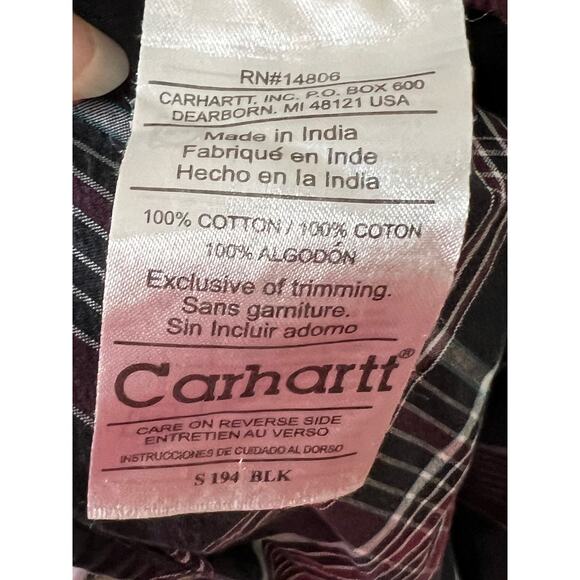 RN#14806
CARHARTT, INC. P.O. BOX 600
DEARBORN, MI 48121 USA
Made in India
Fabriqué en Inde
Hecho en la India
100% COTTON / 100% COTON
100% ALGODÓN
Exclusive of trimming.
Sans garniture.
Sin Incluir adorno
Carhartt®
CARE ON REVERSE SIDE
ENTRETIEN AU VERSO
INSTRUCCIONES DE CUIDADO AL DORSO
S 194 BLK